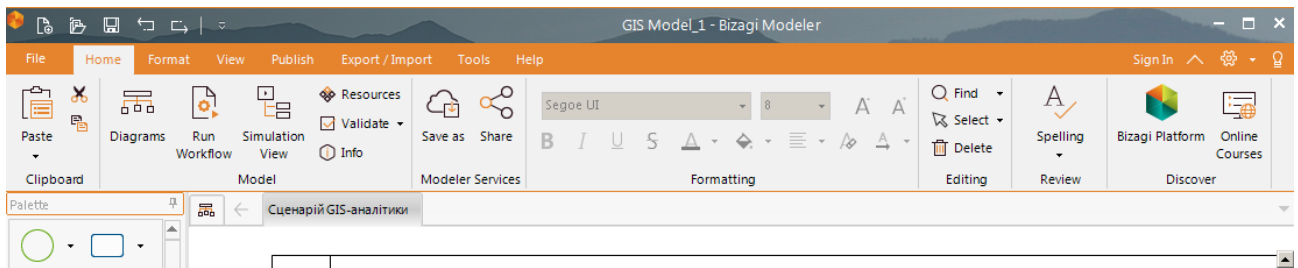 GIS Model_1 - Bizagi Modeler
File Home Format View Publish Export / Import Tools Help Sign In
Resources
Validate
Info
Paste Diagrams Run Workflow Simulation View Save as Share
Segoe UI 8
B I U S A A A A
Find
Select
Delete
Spelling Bizagi Platform Online Courses
Clipboard Model Modeler Services Formatting Editing Review Discover
Palette Сценарій GIS-аналітики